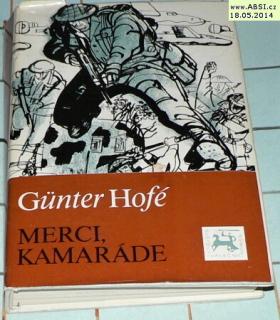 www.ABSI.cz
18.05.2014
Günter Hofé
MERCI,
KAMARÁDE